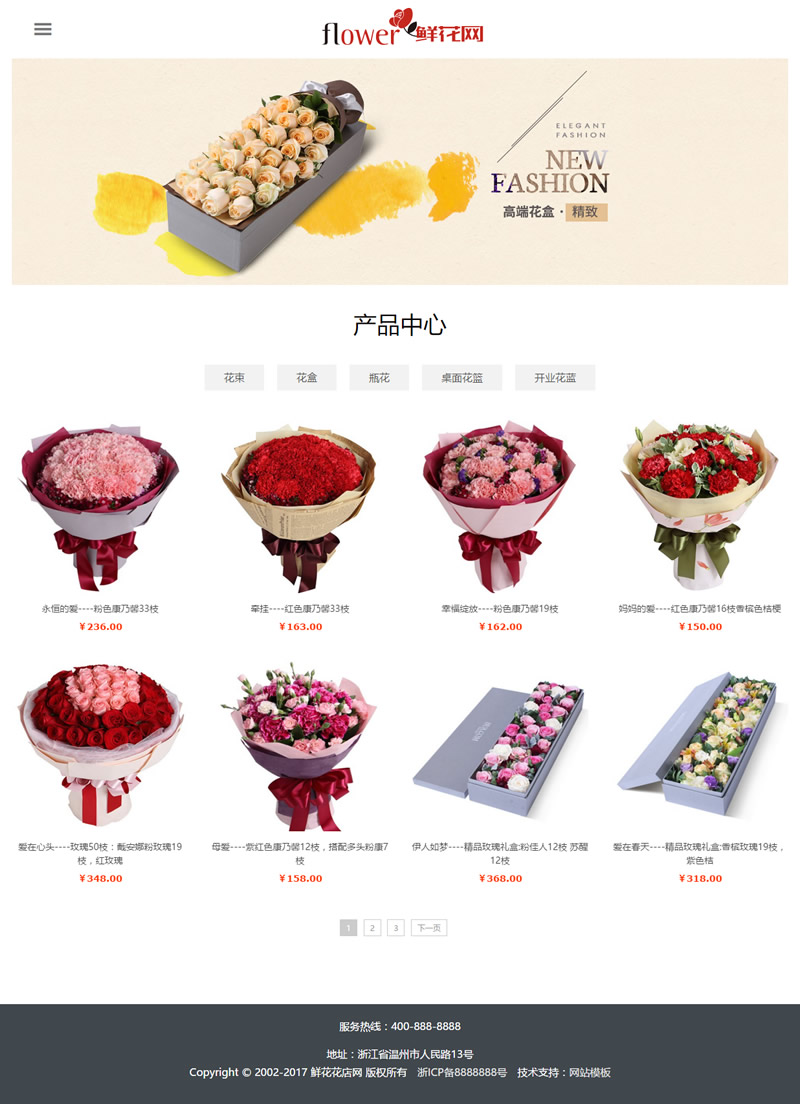 flower 鲜花网
ELEGANT
FASHION
NEW
FASHION
高端花盒 · 精致
产品中心
花束 花盒 瓶花 桌面花篮 开业花蓝
永恒的爱----粉色康乃馨33枝
￥236.00
牵挂----红色康乃馨33枝
￥163.00
幸福绽放----粉色康乃馨19枝
￥162.00
妈妈的爱----红色康乃馨16枝香槟色桔梗
￥150.00
爱在心头----玫瑰50枝：戴安娜粉玫瑰19
枝，红玫瑰
￥348.00
母爱----紫红色康乃馨12枝，搭配多头粉康7
枝
￥158.00
伊人如梦----精品玫瑰礼盒:粉佳人12枝 苏醒
12枝
￥368.00
爱在春天----精品玫瑰礼盒:香槟玫瑰19枝，
紫色桔
￥318.00
1 2 3 下一页
服务热线：400-888-8888
地址：浙江省温州市人民路13号
Copyright © 2002-2017 鲜花花店网 版权所有 浙ICP备8888888号 技术支持：网站模板